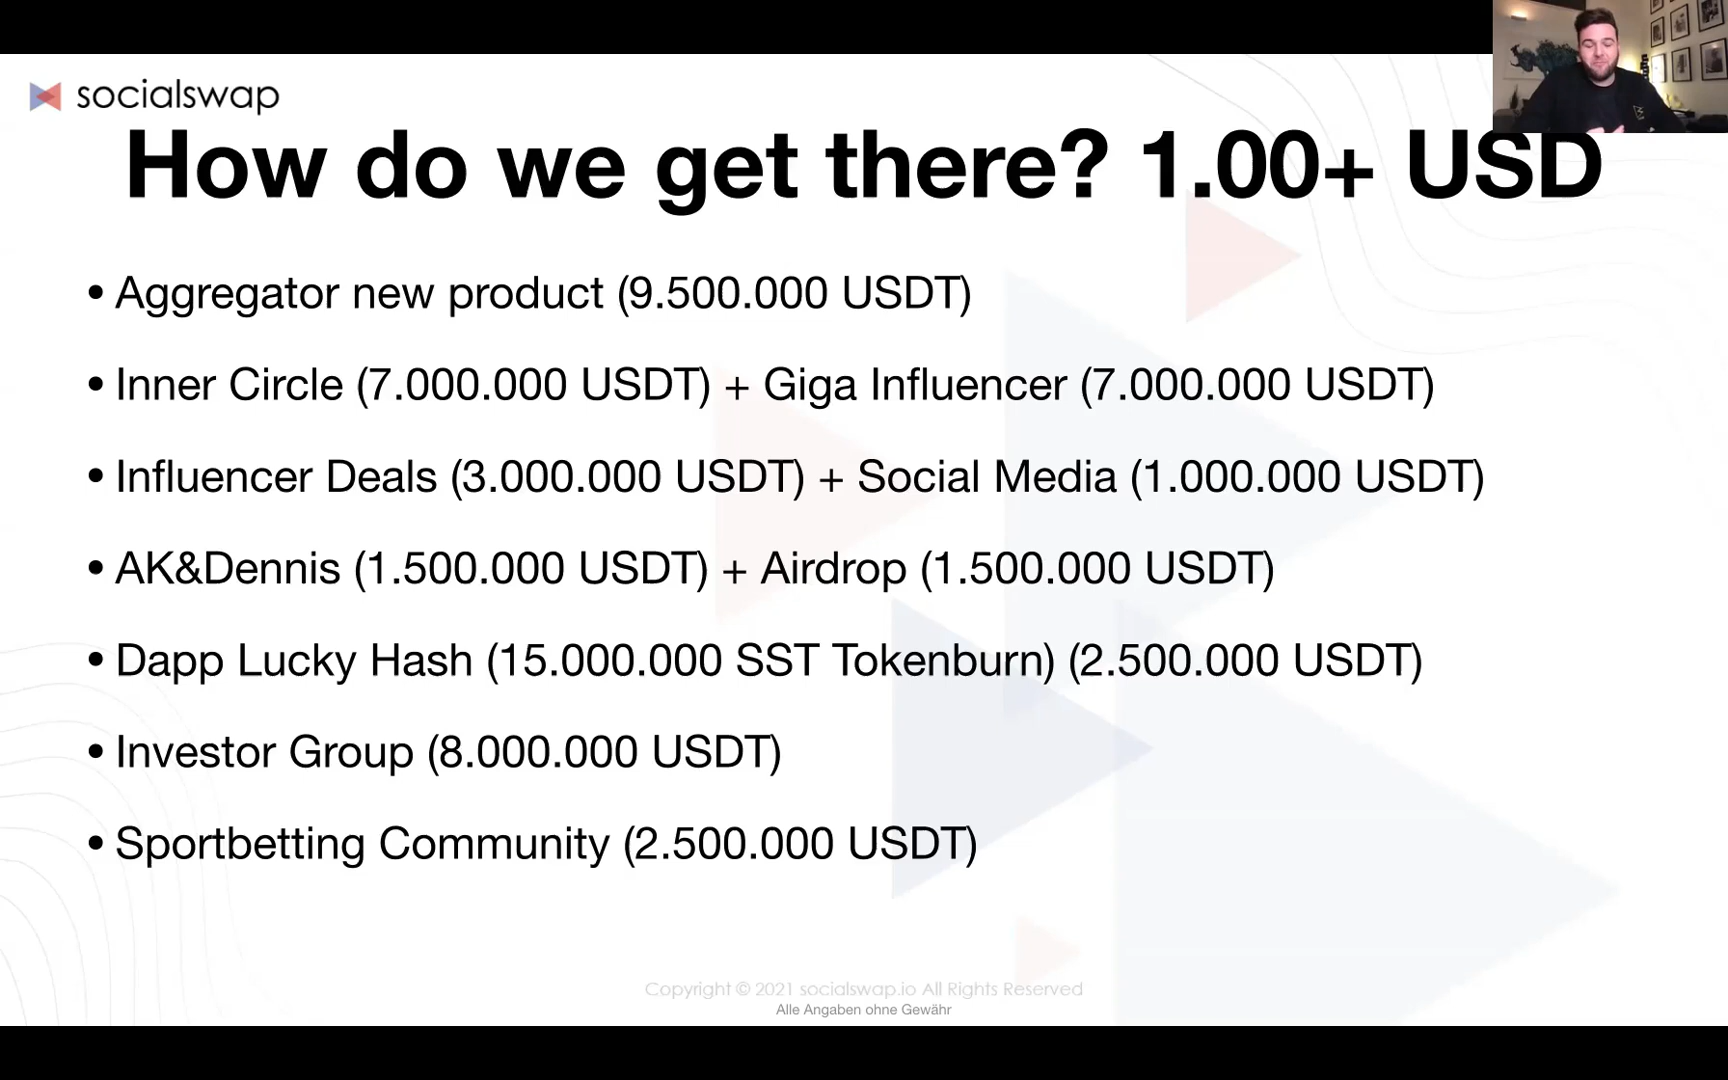 socialswap
How do we get there? 1.00+ USD
• Aggregator new product (9.500.000 USDT)
• Inner Circle (7.000.000 USDT) + Giga Influencer (7.000.000 USDT)
• Influencer Deals (3.000.000 USDT) + Social Media (1.000.000 USDT)
• AK&Dennis (1.500.000 USDT) + Airdrop (1.500.000 USDT)
• Dapp Lucky Hash (15.000.000 SST Tokenburn) (2.500.000 USDT)
• Investor Group (8.000.000 USDT)
• Sportbetting Community (2.500.000 USDT)
Copyright © 2021 socialswap.io All Rights Reserved
Alle Angaben ohne Gewähr